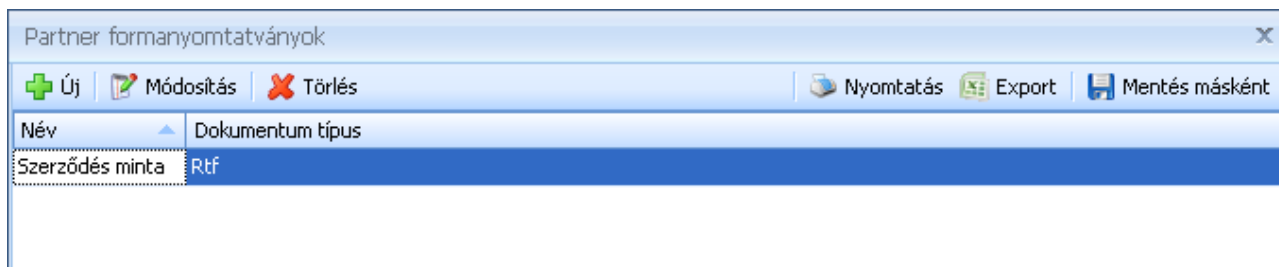 Partner formanyomtatványok
Új Módosítás Törlés Nyomtatás Export Mentés másként
Név Dokumentum típus
Szerződés minta Rtf